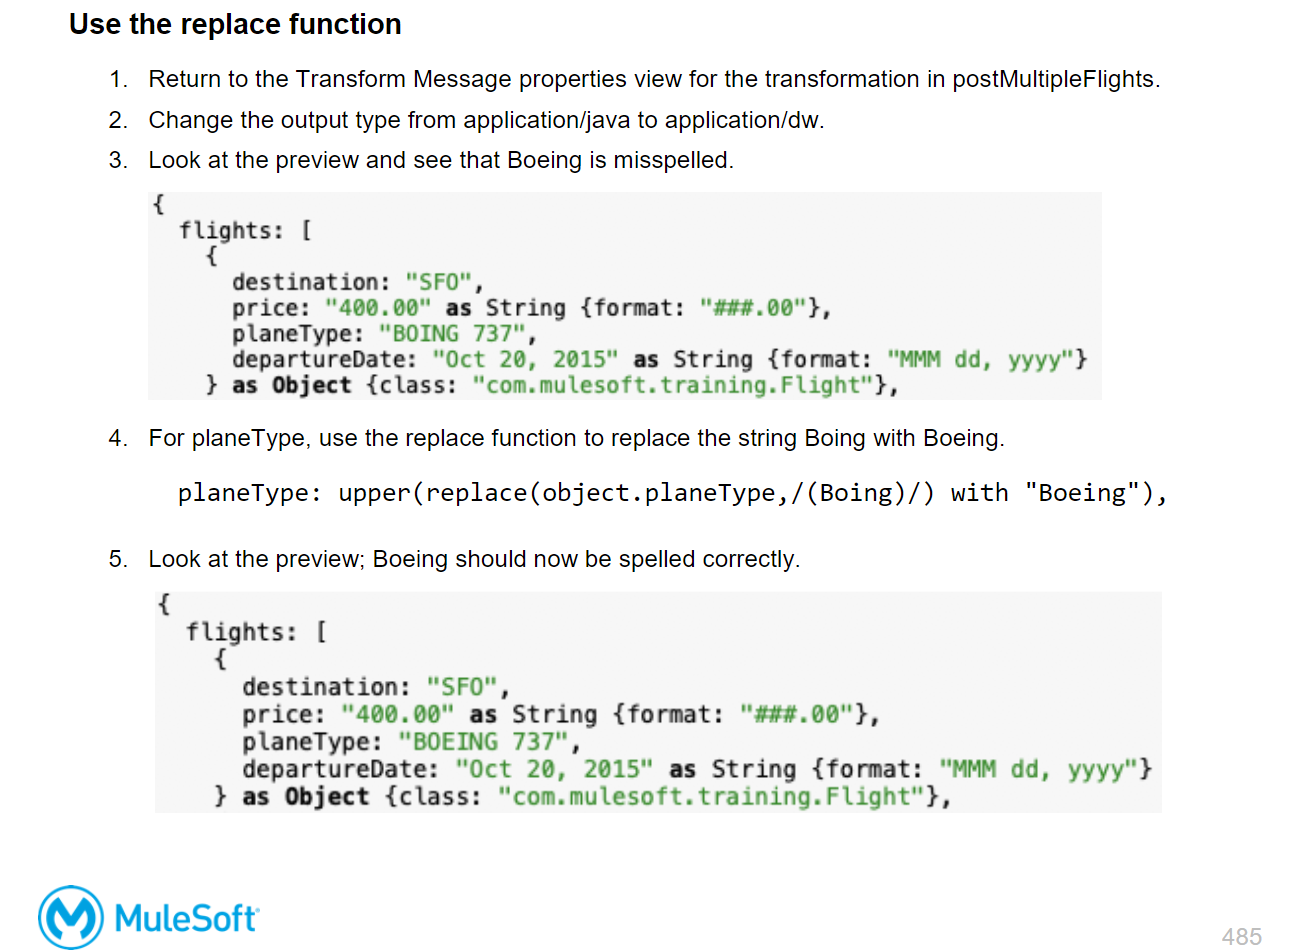 Use the replace function
1. Return to the Transform Message properties view for the transformation in postMultipleFlights.
2. Change the output type from application/java to application/dw.
3. Look at the preview and see that Boeing is misspelled.
{
flights: [
{
destination: "SFO",
price: "400.00" as String {format: "###.00"},
planeType: "BOING 737",
departureDate: "Oct 20, 2015" as String {format: "MMM dd, yyyy"}
} as Object {class: "com.mulesoft.training.Flight"},
4. For planeType, use the replace function to replace the string Boing with Boeing.
planeType: upper(replace(object.planeType,/(Boing)/) with "Boeing"),
5. Look at the preview; Boeing should now be spelled correctly.
{
flights: [
{
destination: "SFO",
price: "400.00" as String {format: "###.00"},
planeType: "BOEING 737",
departureDate: "Oct 20, 2015" as String {format: "MMM dd, yyyy"}
} as Object {class: "com.mulesoft.training.Flight"},
MuleSoft
485